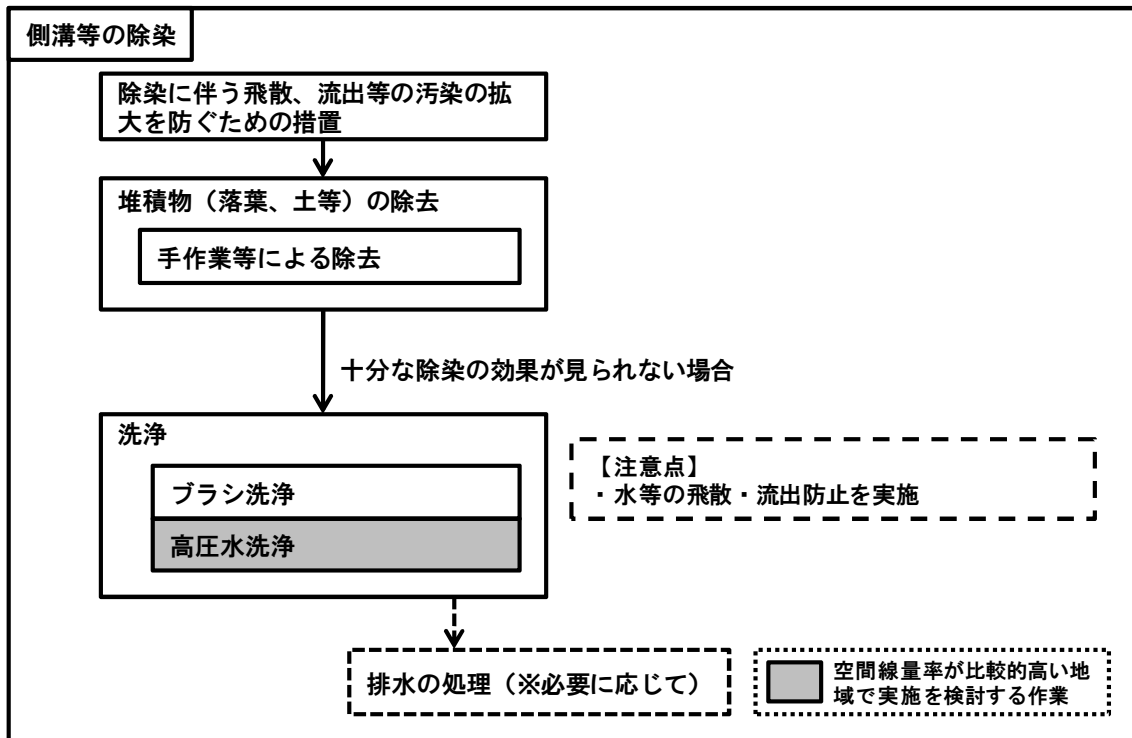 側溝等の除染
除染に伴う飛散、流出等の汚染の拡
大を防ぐための措置
堆積物（落葉、土等）の除去
手作業等による除去
十分な除染の効果が見られない場合
洗浄
ブラシ洗浄
高圧水洗浄
【注意点】
・水等の飛散・流出防止を実施
排水の処理（※必要に応じて）
空間線量率が比較的高い地
域で実施を検討する作業